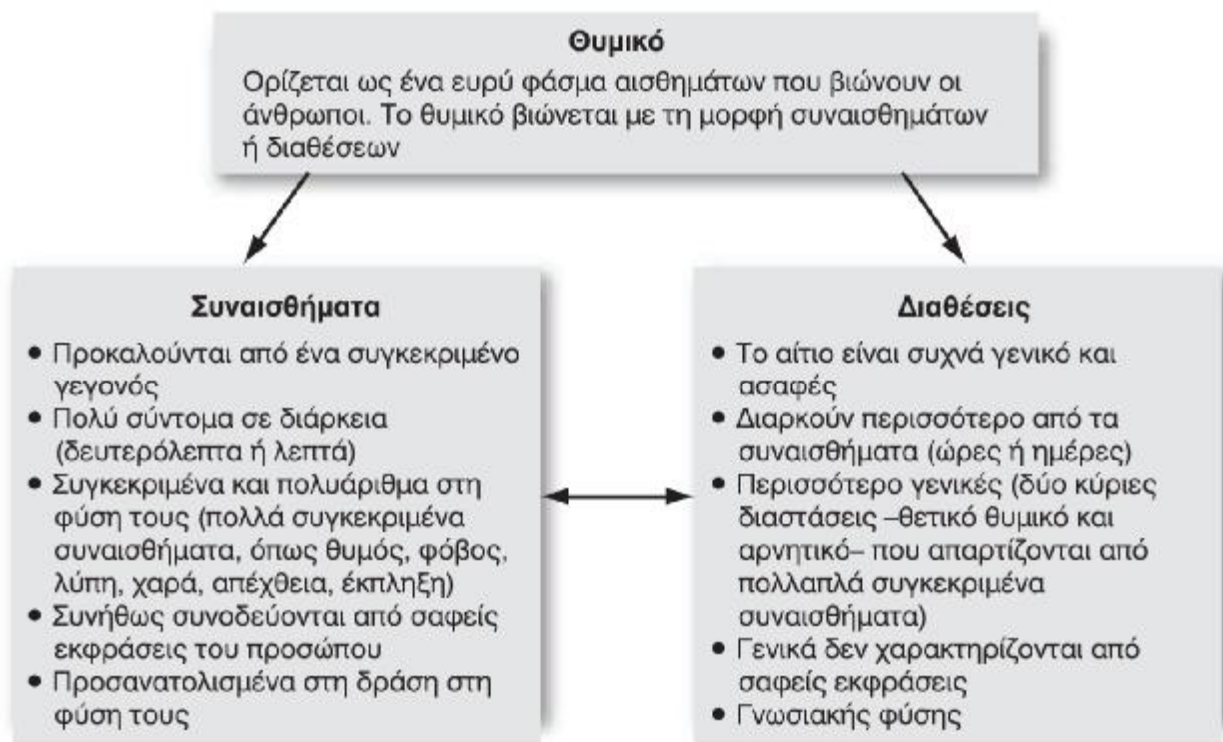 Θυμικό
Ορίζεται ως ένα ευρύ φάσμα αισθημάτων που βιώνουν οι
άνθρωποι. Το θυμικό βιώνεται με τη μορφή συναισθημάτων
ή διαθέσεων
Συναισθήματα
• Προκαλούνται από ένα συγκεκριμένο
γεγονός
• Πολύ σύντομα σε διάρκεια
(δευτερόλεπτα ή λεπτά)
• Συγκεκριμένα και πολυάριθμα στη
φύση τους (πολλά συγκεκριμένα
συναισθήματα, όπως θυμός, φόβος,
λύπη, χαρά, απέχθεια, έκπληξη)
• Συνήθως συνοδεύονται από σαφείς
εκφράσεις του προσώπου
• Προσανατολισμένα στη δράση στη
φύση τους
Διαθέσεις
• Το αίτιο είναι συχνά γενικό και
ασαφές
• Διαρκούν περισσότερο από τα
συναισθήματα (ώρες ή ημέρες)
• Περισσότερο γενικές (δύο κύριες
διαστάσεις –θετικό θυμικό και
αρνητικό– που απαρτίζονται από
πολλαπλά συγκεκριμένα
συναισθήματα)
• Γενικά δεν χαρακτηρίζονται από
σαφείς εκφράσεις
• Γνωσιακής φύσης